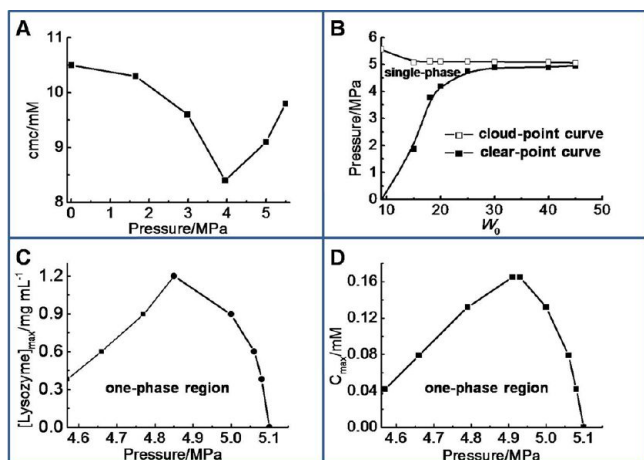 A
cmc/mM
11
10
9
8
0 1 2 3 4 5
Pressure/MPa
B
Pressure/MPa
6
5
4
3
2
1
0
single-phase
cloud-point curve
clear-point curve
10 20 30 40 50
W₀
C
[Lysozyme]max/mg mL⁻¹
1.2
0.9
0.6
0.3
0.0
one-phase region
4.6 4.7 4.8 4.9 5.0 5.1
Pressure/MPa
D
Cmax/mM
0.16
0.12
0.08
0.04
0.00
one-phase region
4.6 4.7 4.8 4.9 5.0 5.1
Pressure/MPa